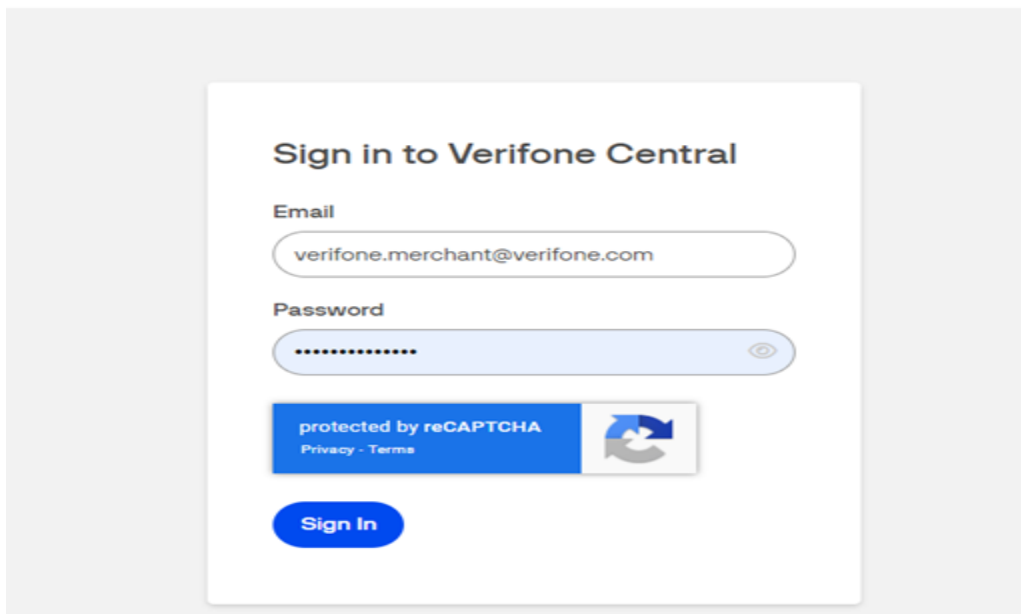 Sign in to Verifone Central
Email
verifone.merchant@verifone.com
Password
••••••••••••••
protected by reCAPTCHA
Privacy - Terms
Sign In